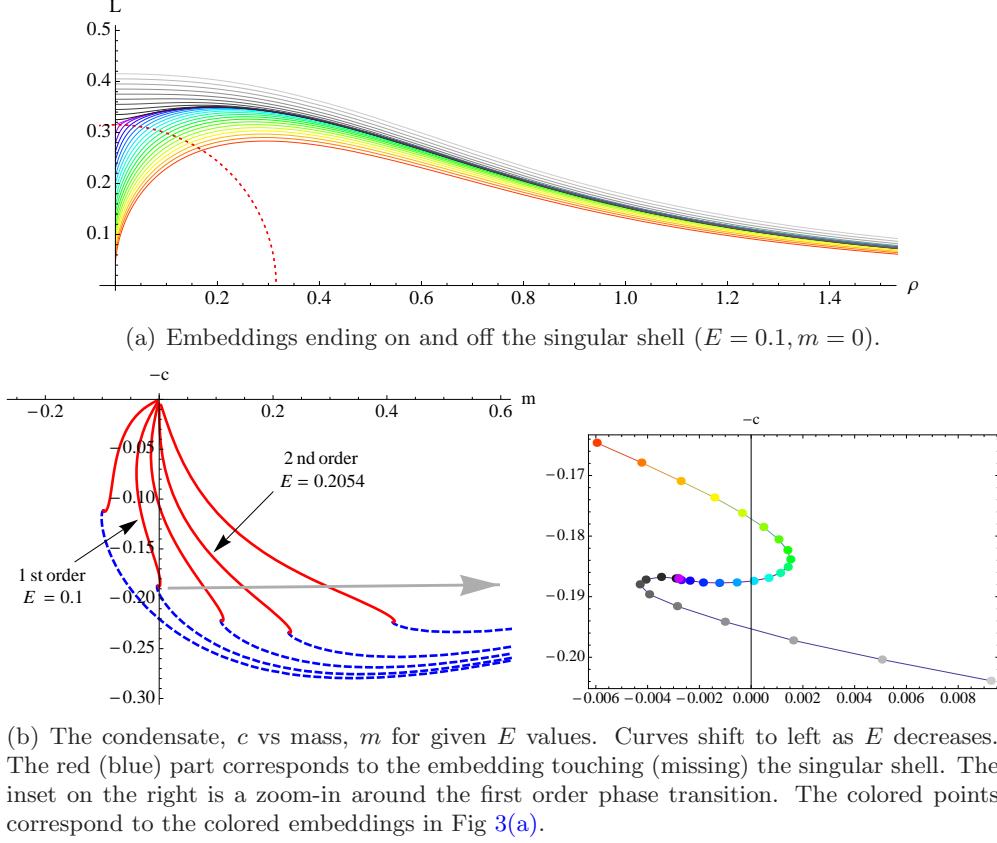 L
0.5
0.4
0.3
0.2
0.1
0.2 0.4 0.6 0.8 1.0 1.2 1.4 ρ
(a) Embeddings ending on and off the singular shell (E = 0.1, m = 0).
−c
−0.2 0.2 0.4 0.6 m
−0.05
−0.10
−0.15
−0.20
−0.25
−0.30
2 nd order
E = 0.2054
1 st order
E = 0.1
−c
−0.17
−0.18
−0.19
−0.20
−0.006 −0.004 −0.002 0.000 0.002 0.004 0.006 0.008
(b) The condensate, c vs mass, m for given E values. Curves shift to left as E decreases.
The red (blue) part corresponds to the embedding touching (missing) the singular shell. The
inset on the right is a zoom-in around the first order phase transition. The colored points
correspond to the colored embeddings in Fig 3(a).